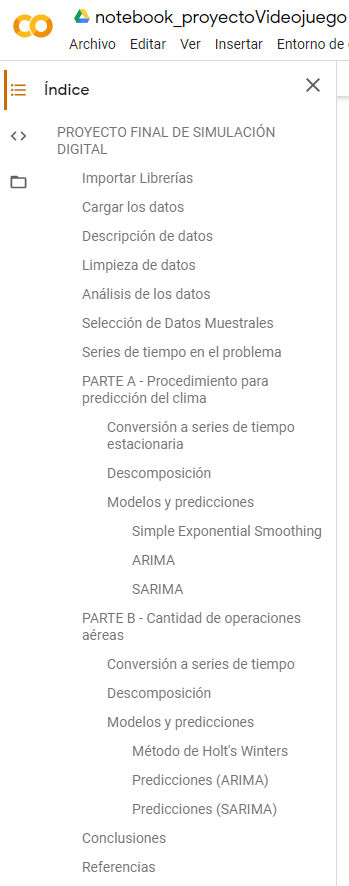 notebook_proyectoVideojuego
Archivo Editar Ver Insertar Entorno de
Índice
PROYECTO FINAL DE SIMULACIÓN
DIGITAL
Importar Librerías
Cargar los datos
Descripción de datos
Limpieza de datos
Análisis de los datos
Selección de Datos Muestrales
Series de tiempo en el problema
PARTE A - Procedimiento para
predicción del clima
Conversión a series de tiempo
estacionaria
Descomposición
Modelos y predicciones
Simple Exponential Smoothing
ARIMA
SARIMA
PARTE B - Cantidad de operaciones
aéreas
Conversión a series de tiempo
Descomposición
Modelos y predicciones
Método de Holt's Winters
Predicciones (ARIMA)
Predicciones (SARIMA)
Conclusiones
Referencias